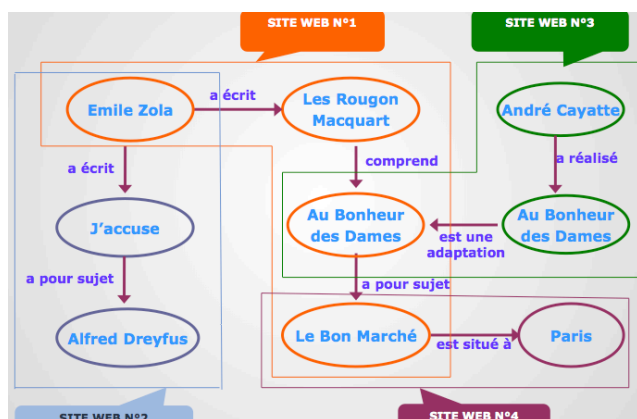 SITE WEB N°1
SITE WEB N°3
Emile Zola
a écrit
Les Rougon
Macquart
André Cayatte
a écrit
comprend
a réalisé
J'accuse
Au Bonheur
des Dames
est une
adaptation
Au Bonheur
des Dames
a pour sujet
a pour sujet
Alfred Dreyfus
Le Bon Marché
est situé à
Paris
SITE WEB N°2
SITE WEB N°4